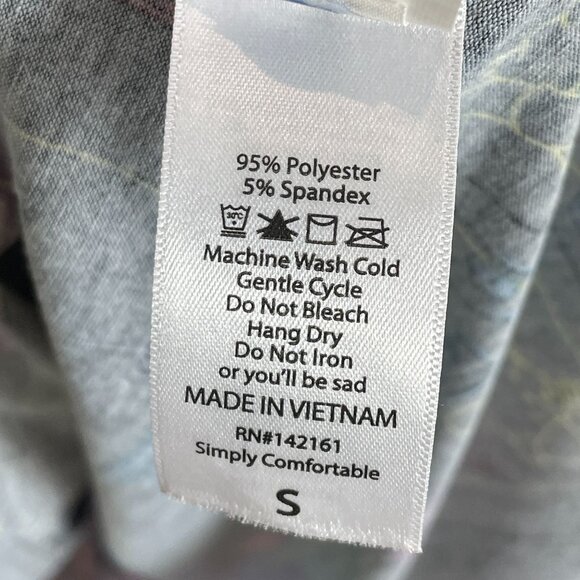 95% Polyester
5% Spandex
30°C
Machine Wash Cold
Gentle Cycle
Do Not Bleach
Hang Dry
Do Not Iron
or you'll be sad
MADE IN VIETNAM
RN#142161
Simply Comfortable
S